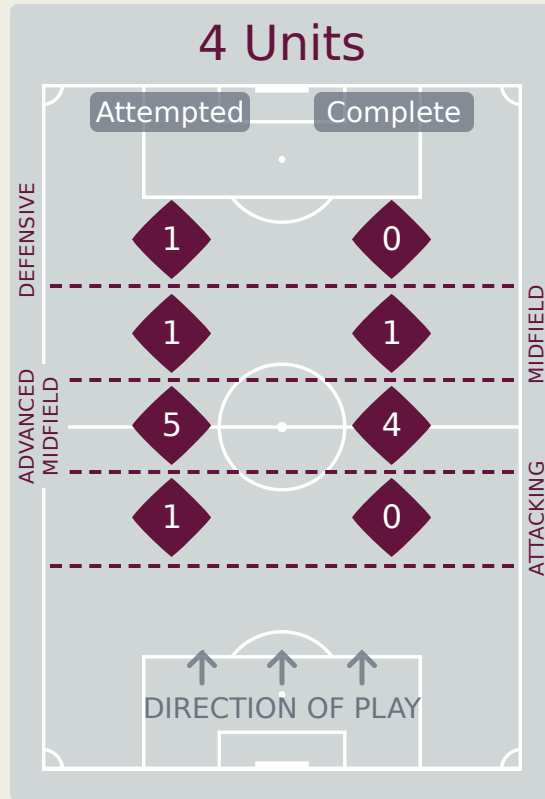 4 Units
Attempted
Complete
DEFENSIVE
1
0
MIDFIELD
1
1
ADVANCED
MIDFIELD
5
4
ATTACKING
1
0
DIRECTION OF PLAY